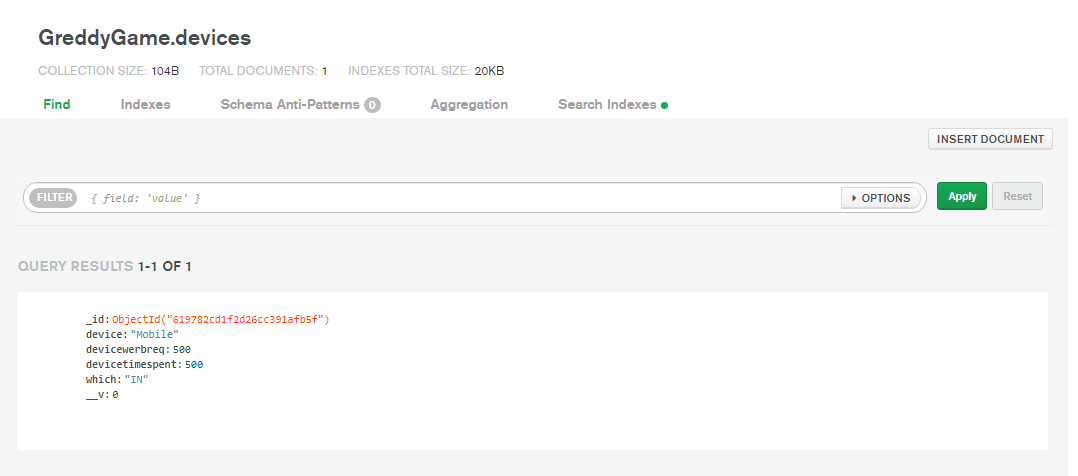 GreddyGame.devices
COLLECTION SIZE: 104B TOTAL DOCUMENTS: 1 INDEXES TOTAL SIZE: 20KB
Find Indexes Schema Anti-Patterns 0 Aggregation Search Indexes
INSERT DOCUMENT
FILTER { field: 'value' } OPTIONS Apply Reset
QUERY RESULTS 1-1 OF 1
_id: ObjectId("619782cd1f2d26cc391afb5f")
device: "Mobile"
devicewerbreq: 500
devicetimespent: 500
which: "IN"
__v: 0